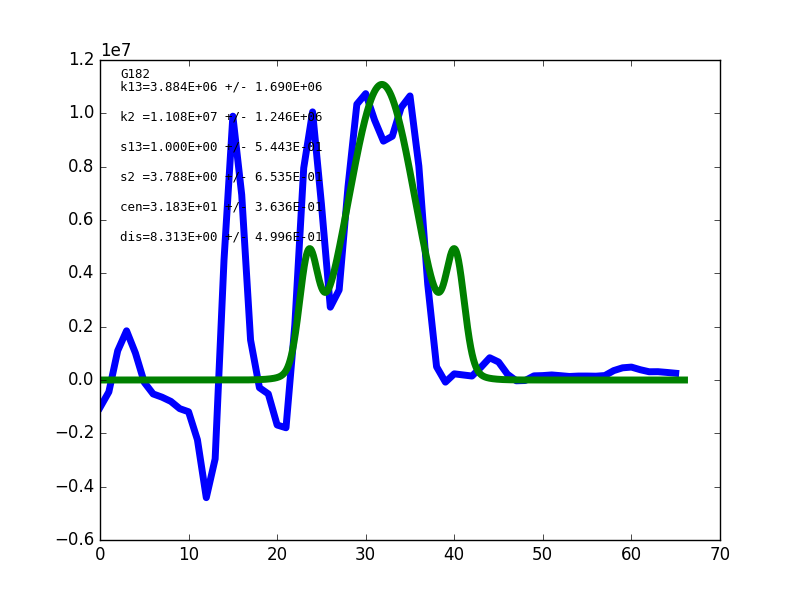 1e7
G182
k13=3.884E+06 +/- 1.690E+06
k2 =1.108E+07 +/- 1.246E+06
s13=1.000E+00 +/- 5.443E-01
s2 =3.788E+00 +/- 6.535E-01
cen=3.183E+01 +/- 3.636E-01
dis=8.313E+00 +/- 4.996E-01
1.2
1.0
0.8
0.6
0.4
0.2
0.0
−0.2
−0.4
−0.6
0 10 20 30 40 50 60 70